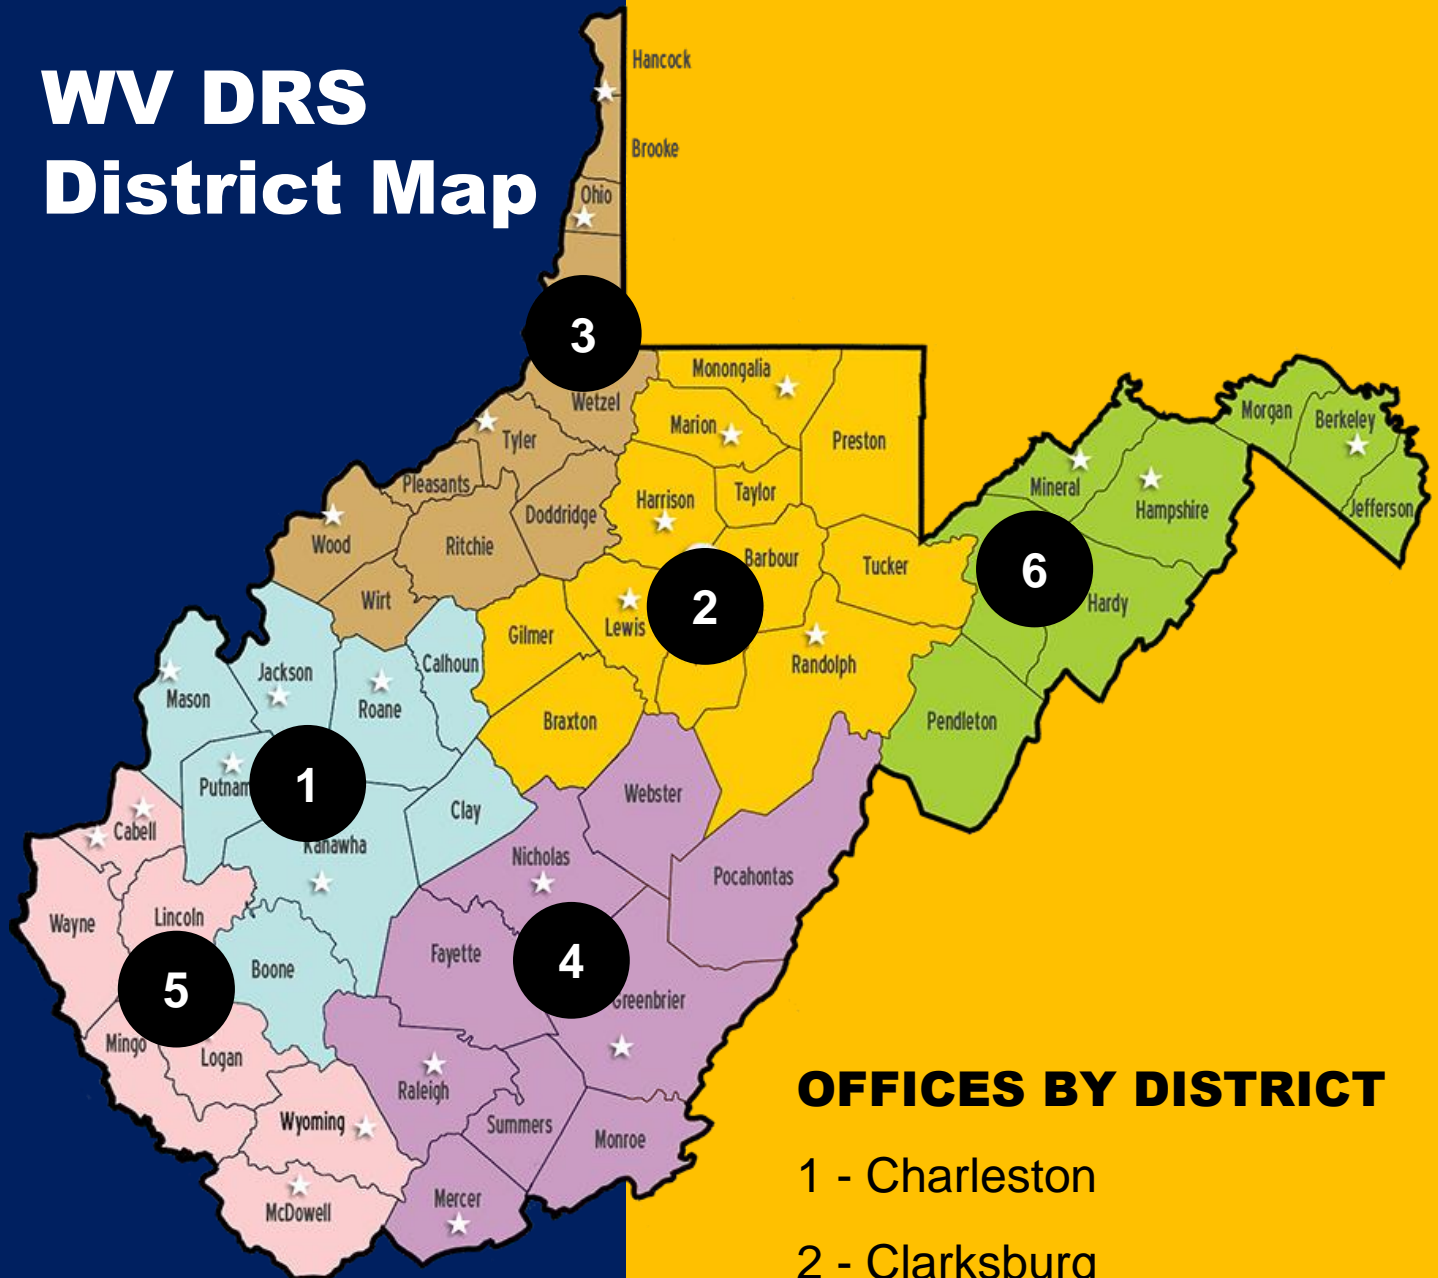 WV DRS
District Map
Hancock
Brooke
Ohio
3
Wetzel
Monongalia
Marion
Tyler
Preston
Pleasants
Harrison
Taylor
Doddridge
Wood
Ritchie
Barbour
Tucker
Wirt
2
Lewis
Gilmer
Randolph
Braxton
Morgan
Berkeley
Mineral
Hampshire
Jefferson
6
Hardy
Pendleton
Calhoun
Jackson
Mason
Roane
Putnam
1
Clay
Kanawha
Boone
Webster
Nicholas
Pocahontas
Fayette
4
Greenbrier
Raleigh
Summers
Monroe
Mercer
Cabell
Wayne
Lincoln
5
Mingo
Logan
Wyoming
McDowell
OFFICES BY DISTRICT
1 - Charleston
2 - Clarksburg